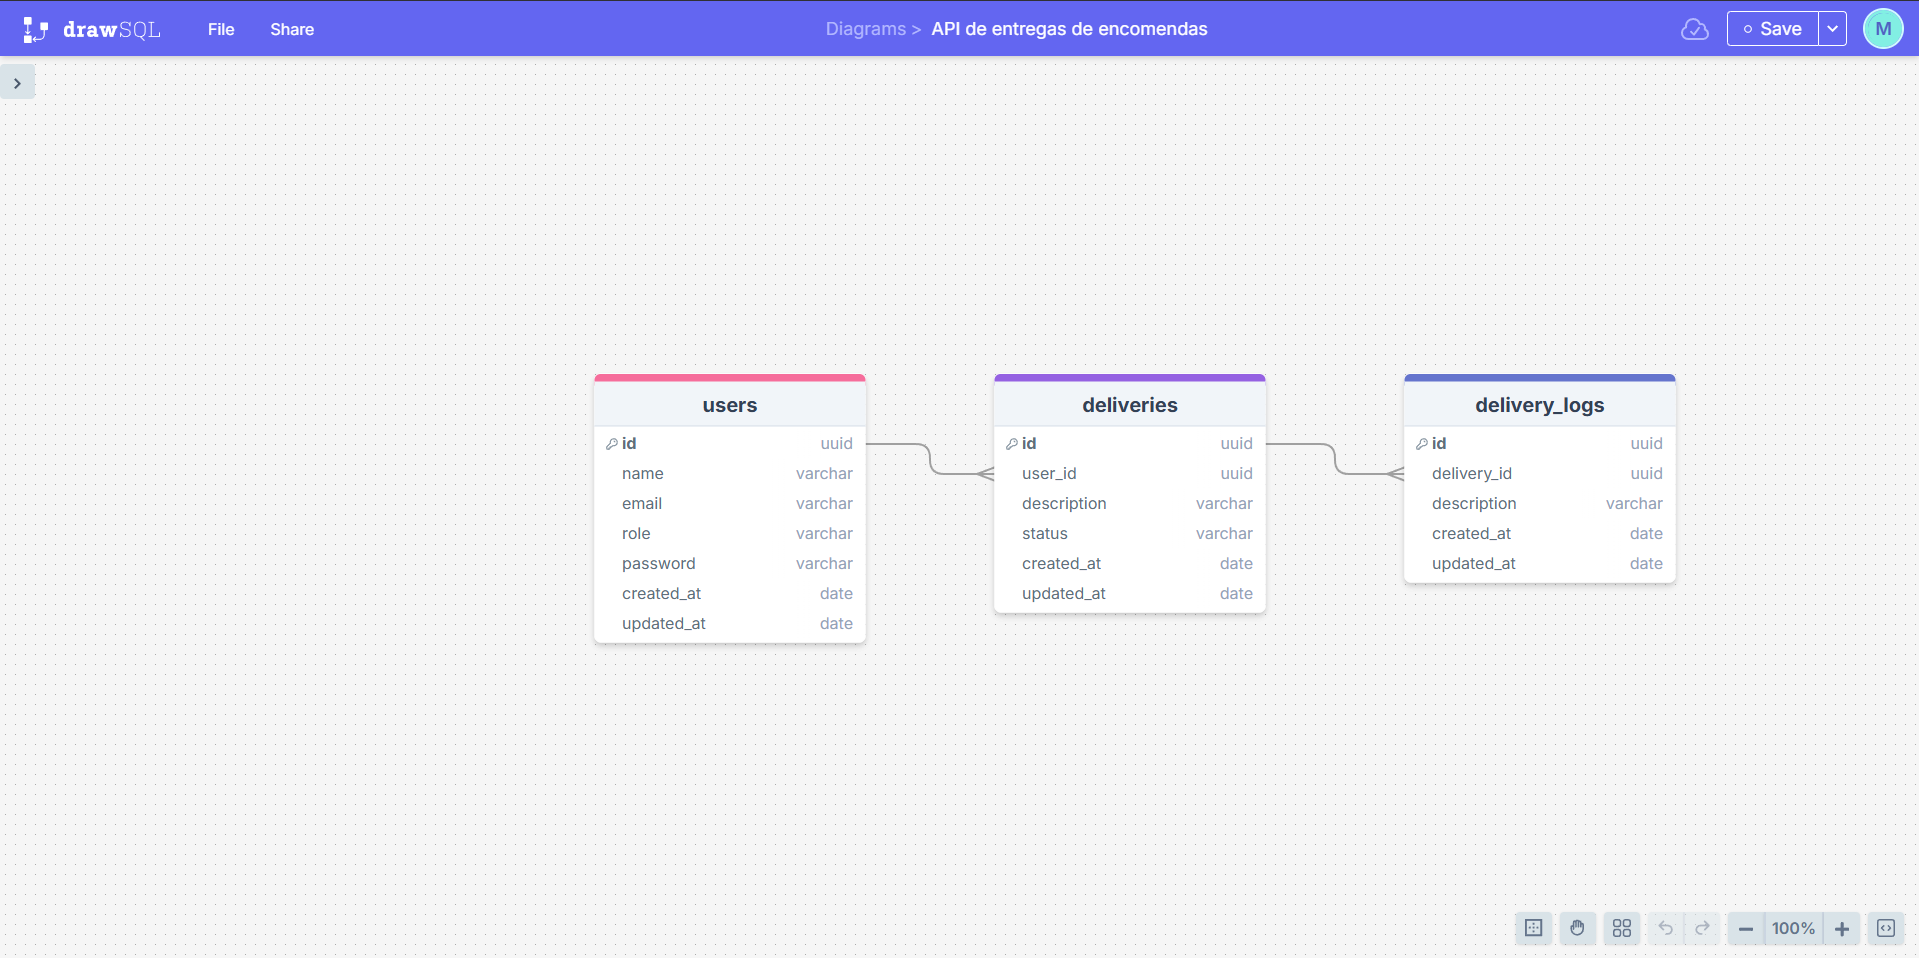 drawSQL File Share Diagrams > API de entregas de encomendas Save M
users
id uuid
name varchar
email varchar
role varchar
password varchar
created_at date
updated_at date
deliveries
id uuid
user_id uuid
description varchar
status varchar
created_at date
updated_at date
delivery_logs
id uuid
delivery_id uuid
description varchar
created_at date
updated_at date
100%